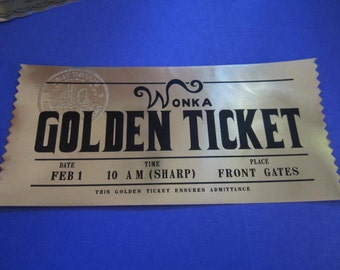 WONKA
GOLDEN TICKET
DATE TIME PLACE
FEB 1 10 A M (SHARP) FRONT GATES
THIS GOLDEN TICKET ENSURES ADMITTANCE